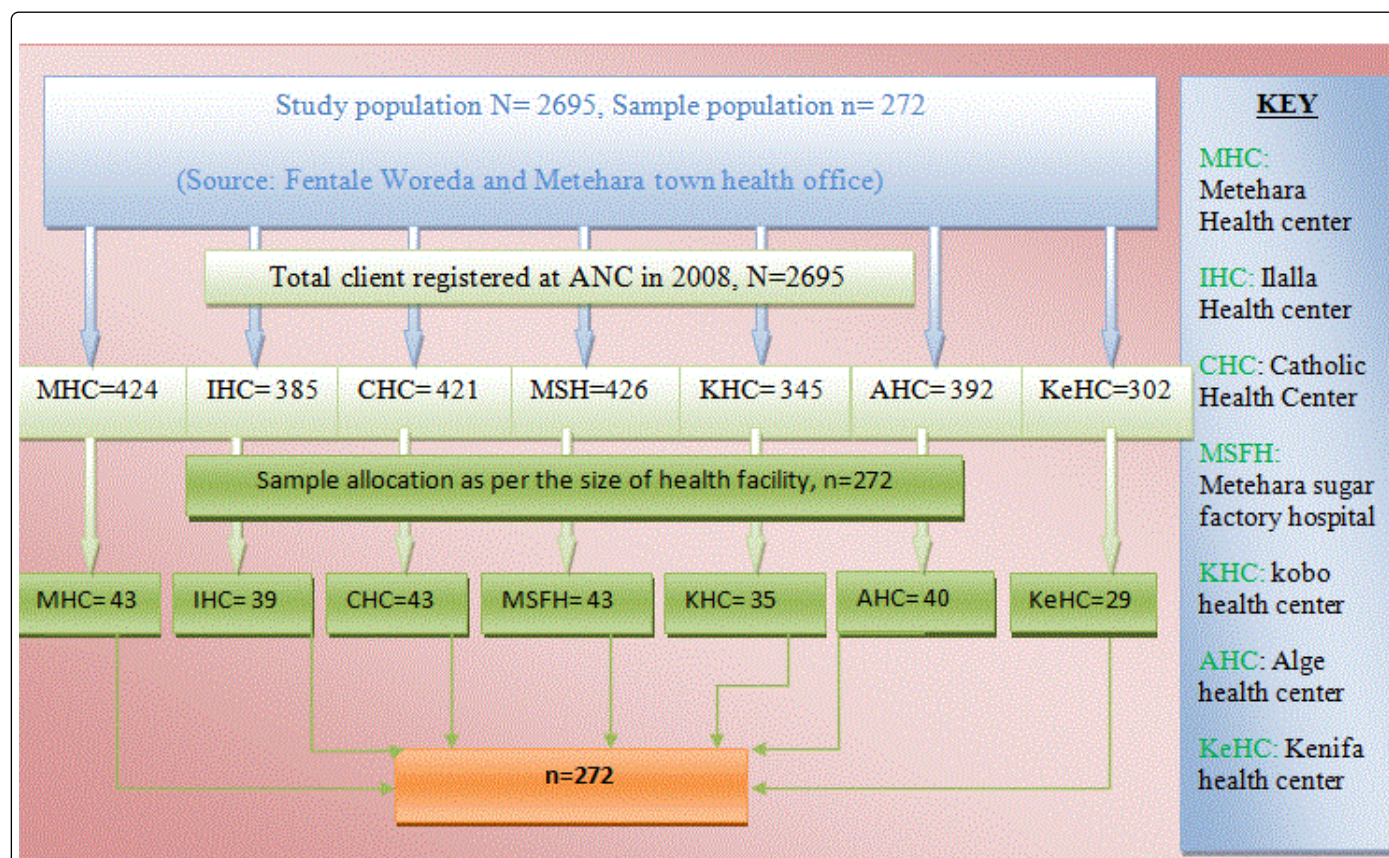 Study population N= 2695, Sample population n= 272
(Source: Fentale Woreda and Metehara town health office)
Total client registered at ANC in 2008, N=2695
MHC=424
IHC= 385
CHC= 421
MSH=426
KHC= 345
AHC= 392
KeHC=302
Sample allocation as per the size of health facility, n=272
MHC= 43
IHC= 39
CHC=43
MSFH= 43
KHC= 35
AHC= 40
KeHC=29
n=272
KEY
MHC:
Metehara
Health center
IHC: Ilalla
Health center
CHC: Catholic
Health Center
MSFH:
Metehara sugar
factory hospital
KHC: kobo
health center
AHC: Alge
health center
KeHC: Kenifa
health center